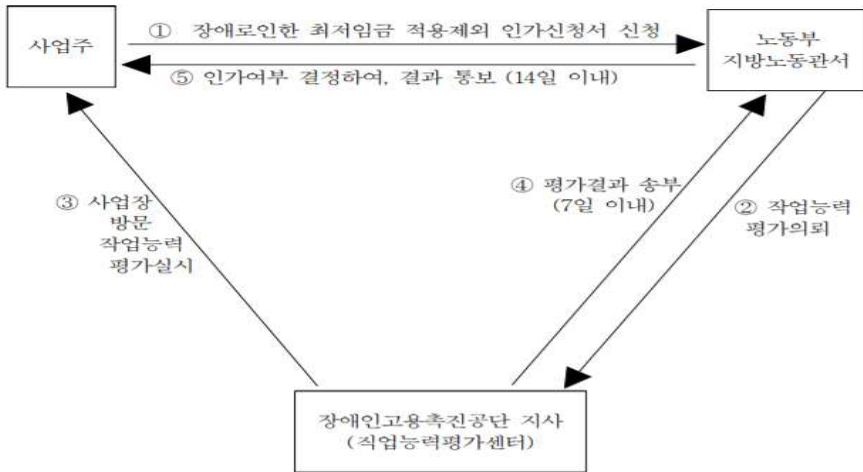 사업주
① 장애로인한 최저임금 적용제외 인가신청서 신청
노동부
지방노동관서
⑤ 인가여부 결정하여, 결과 통보 (14일 이내)
③ 사업장
방문
작업능력
평가실시
④ 평가결과 송부
(7일 이내)
② 작업능력
평가의뢰
장애인고용촉진공단 지사
(직업능력평가센터)